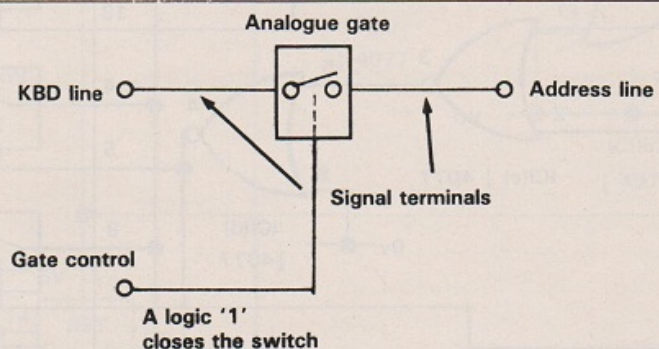 Analogue gate
KBD line
Address line
Signal terminals
Gate control
A logic '1'
closes the switch